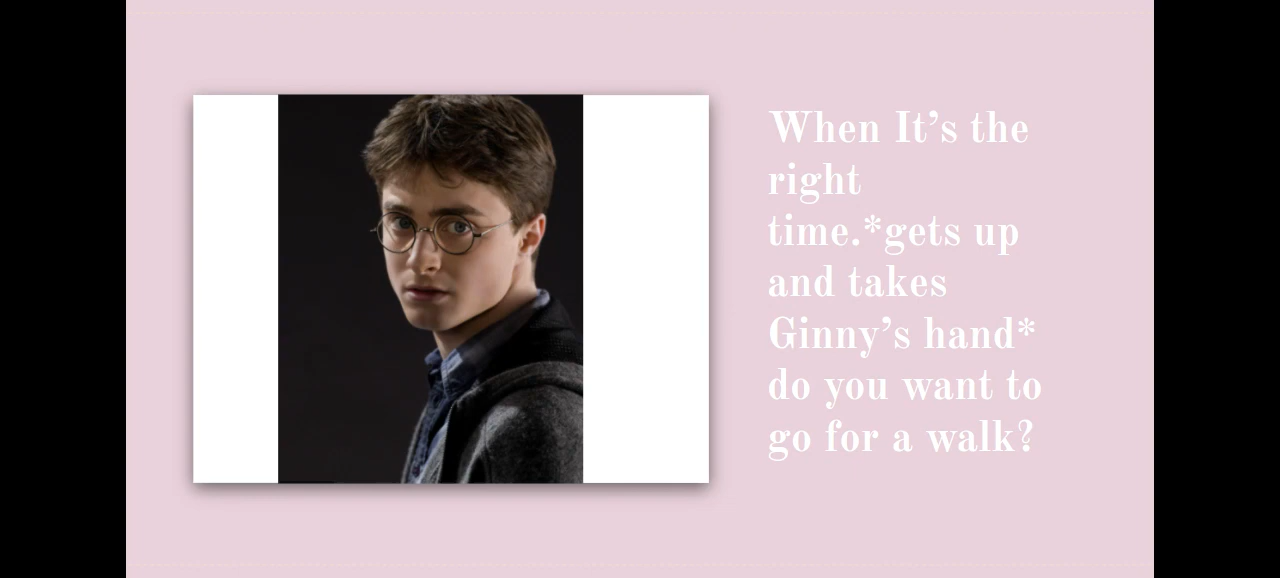 When It’s the
right
time.*gets up
and takes
Ginny’s hand*
do you want to
go for a walk?